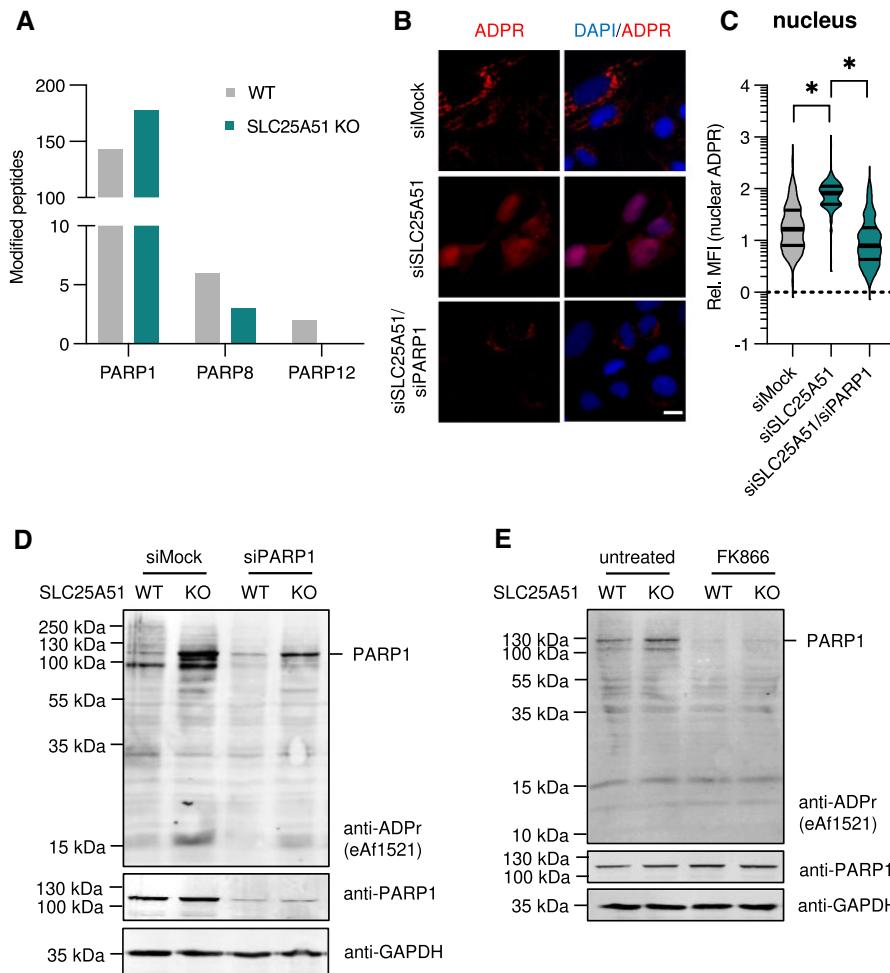 A
Modified peptides
200
150
100
10
5
0
WT
SLC25A51 KO
PARP1 PARP8 PARP12
B
ADPR DAPI/ADPR
siMock
siSLC25A51
siSLC25A51/
siPARP1
C nucleus
* *
Rel. MFI (nuclear ADPR)
4
3
2
1
0
-1
siMock
siSLC25A51
siSLC25A51/siPARP1
D
siMock siPARP1
SLC25A51 WT KO WT KO
250 kDa
130 kDa
100 kDa
PARP1
55 kDa
35 kDa
15 kDa
anti-ADPr
(eAf1521)
130 kDa
100 kDa
anti-PARP1
35 kDa
anti-GAPDH
E
untreated FK866
SLC25A51 WT KO WT KO
130 kDa
100 kDa
PARP1
55 kDa
35 kDa
15 kDa
10 kDa
anti-ADPr
(eAf1521)
130 kDa
100 kDa
anti-PARP1
35 kDa
anti-GAPDH